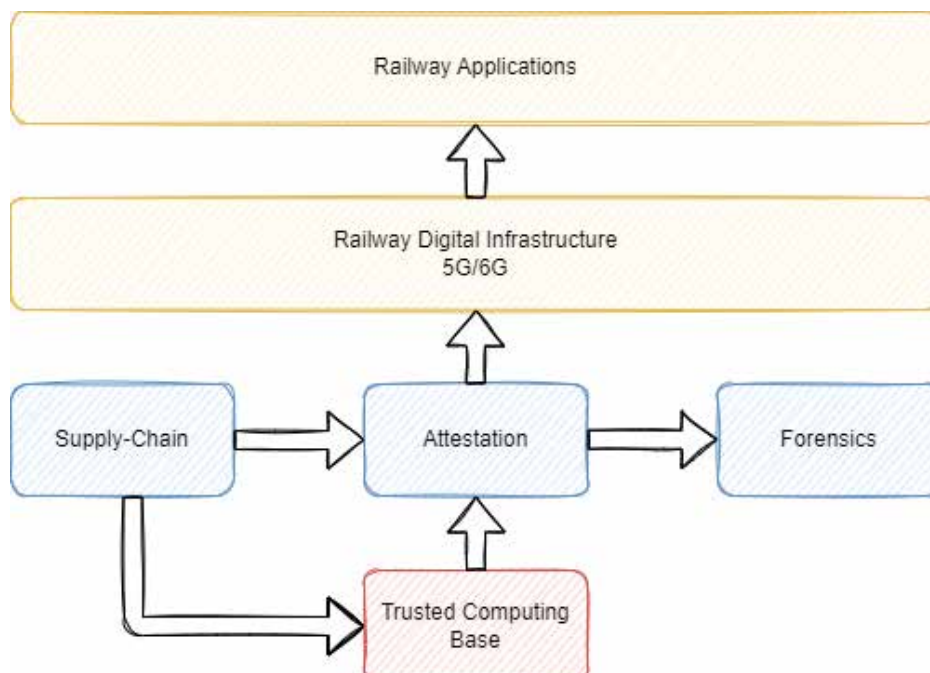 Railway Applications
Railway Digital Infrastructure
5G/6G
Supply-Chain
Attestation
Forensics
Trusted Computing
Base